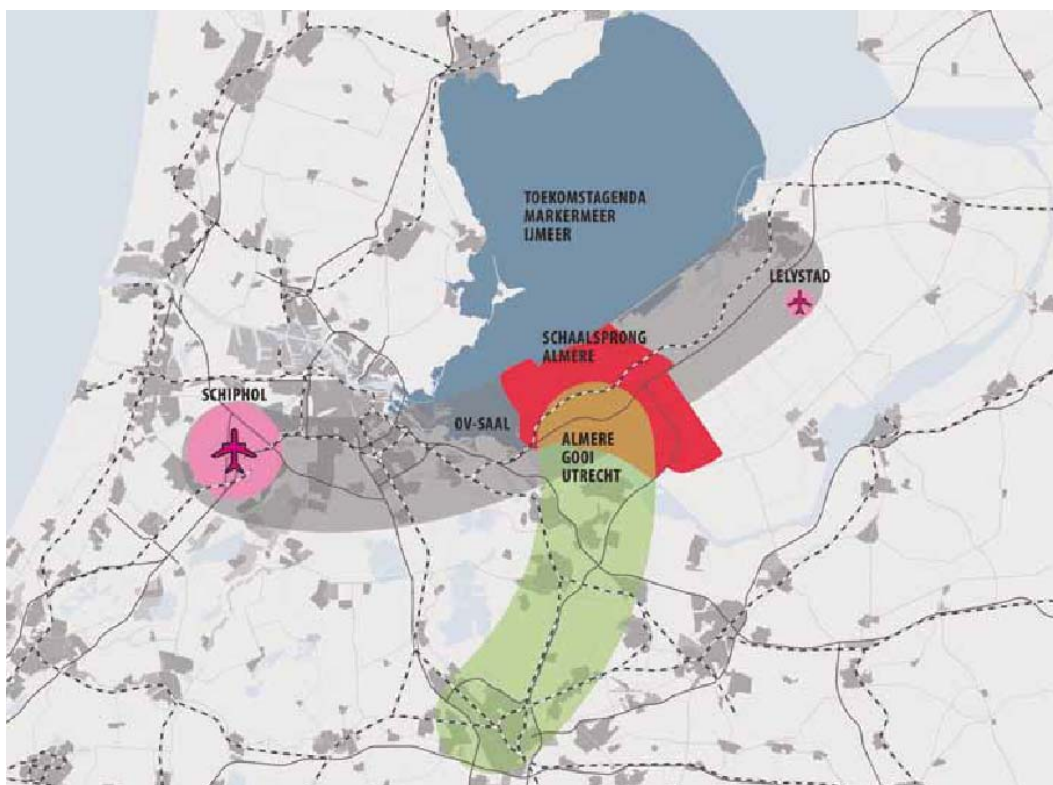 TOEKOMSTAGENDA
MARKERMEER
IJMEER
LELYSTAD
SCHAALSPRONG
ALMERE
SCHIPHOL
OV-SAAL
ALMERE
GOOI
UTRECHT